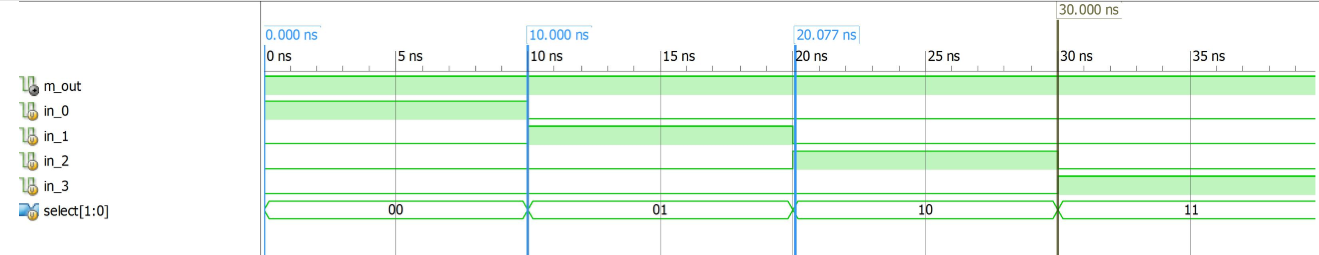 30.000 ns
0.000 ns 10.000 ns 20.077 ns
0 ns 5 ns 10 ns 15 ns 20 ns 25 ns 30 ns 35 ns
m_out
in_0
in_1
in_2
in_3
select[1:0] 00 01 10 11